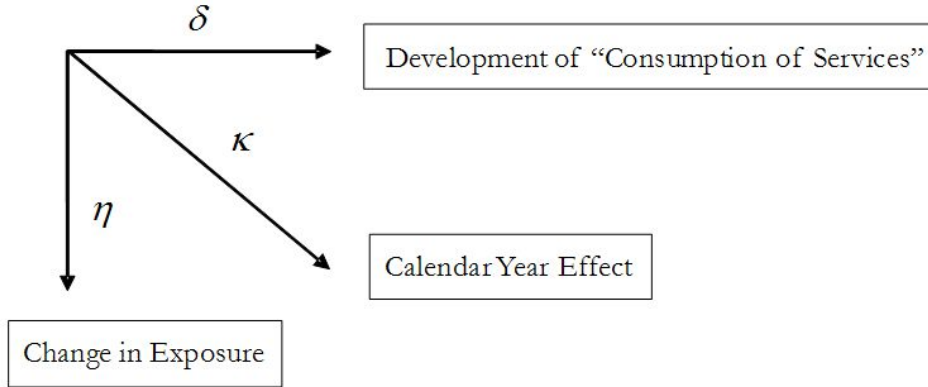 δ
Development of “Consumption of Services”
κ
η
Calendar Year Effect
Change in Exposure